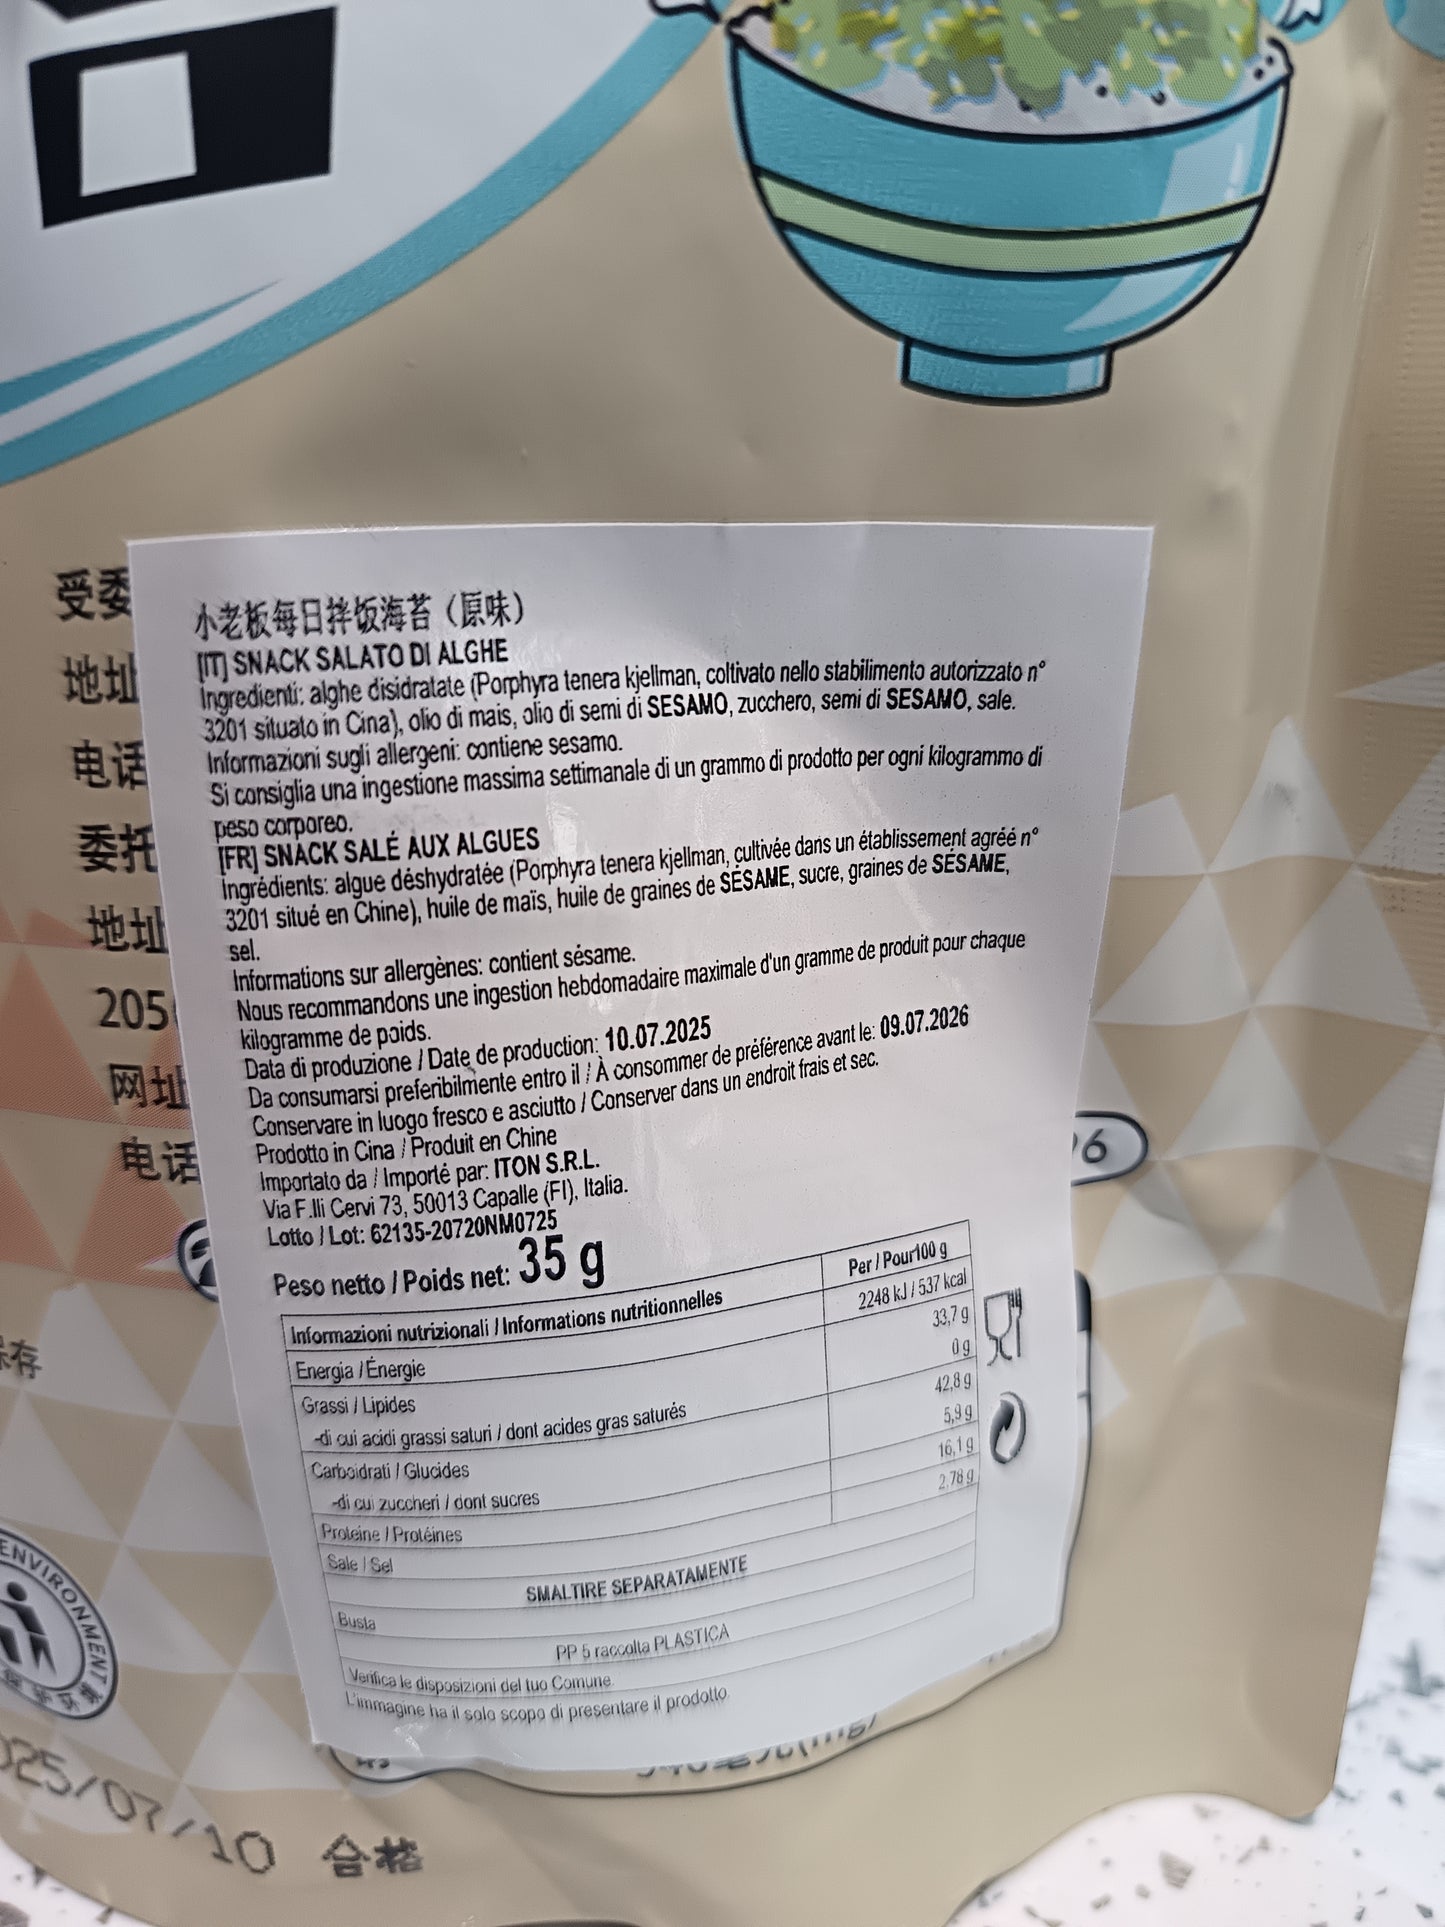 受委
地址
电话
委托
地址
205
网址
电话
保存
6
小老板每日拌饭海苔（原味）
[IT] SNACK SALATO DI ALGHE
Ingredienti: alghe disidratate (Porphyra tenera kjellman, coltivato nello stabilimento autorizzato n°
3201 situato in Cina), olio di mais, olio di semi di SESAMO, zucchero, semi di SESAMO, sale.
Informazioni sugli allergeni: contiene sesamo.
Si consiglia una ingestione massima settimanale di un grammo di prodotto per ogni kilogrammo di
peso corporeo.
[FR] SNACK SALÉ AUX ALGUES
Ingrédients: algue déshydratée (Porphyra tenera kjellman, cultivée dans un établissement agréé n°
3201 situé en Chine), huile de maïs, huile de graines de SÉSAME, sucre, graines de SÉSAME,
sel.
Informations sur allergènes: contient sésame.
Nous recommandons une ingestion hebdomadaire maximale d'un gramme de produit pour chaque
kilogramme de poids.
Data di produzione / Date de production: 10.07.2025
Da consumarsi preferibilmente entro il / À consommer de préférence avant le: 09.07.2026
Conservare in luogo fresco e asciutto / Conserver dans un endroit frais et sec.
Prodotto in Cina / Produit en Chine
Importato da / Importé par: ITON S.R.L.
Via F.lli Cervi 73, 50013 Capalle (FI), Italia.
Lotto / Lot: 62135-20720NM0725
Peso netto / Poids net: 35 g
Informazioni nutrizionali / Informations nutritionnelles Per / Pour100 g
Energia / Énergie 2248 kJ / 537 kcal
Grassi / Lipides 33,7 g
-di cui acidi grassi saturi / dont acides gras saturés 0 g
Carboidrati / Glucides 42,8 g
-di cui zuccheri / dont sucres 5,9 g
Proteine / Protéines 16,1 g
Sale / Sel 2.78 g
SMALTIRE SEPARATAMENTE
Busta
PP 5 raccolta PLASTICA
Verifica le disposizioni del tuo Comune.
L'immagine ha il solo scopo di presentare il prodotto.
ENVIRONMENT
025/07/10 合格